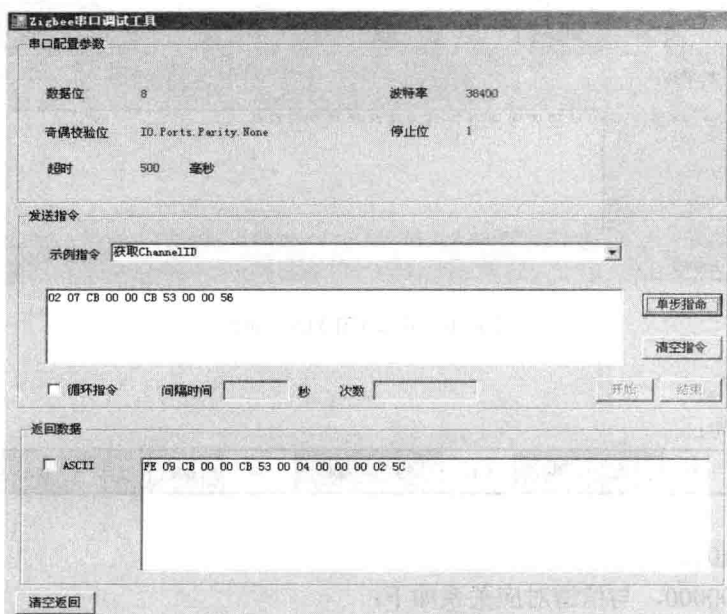 Zigbee串口调试工具
串口配置参数
数据位 8 波特率 38400
奇偶校验位 IO.Ports.Parity.None 停止位 1
超时 500 毫秒
发送指令
示例指令 获取ChannelID
02 07 CB 00 00 CB 53 00 00 56
单步指命
清空指令
循环指令 间隔时间 秒 次数 开始 结束
返回数据
ASCII FE 09 CB 00 00 CB 53 00 04 00 00 00 02 5C
清空返回